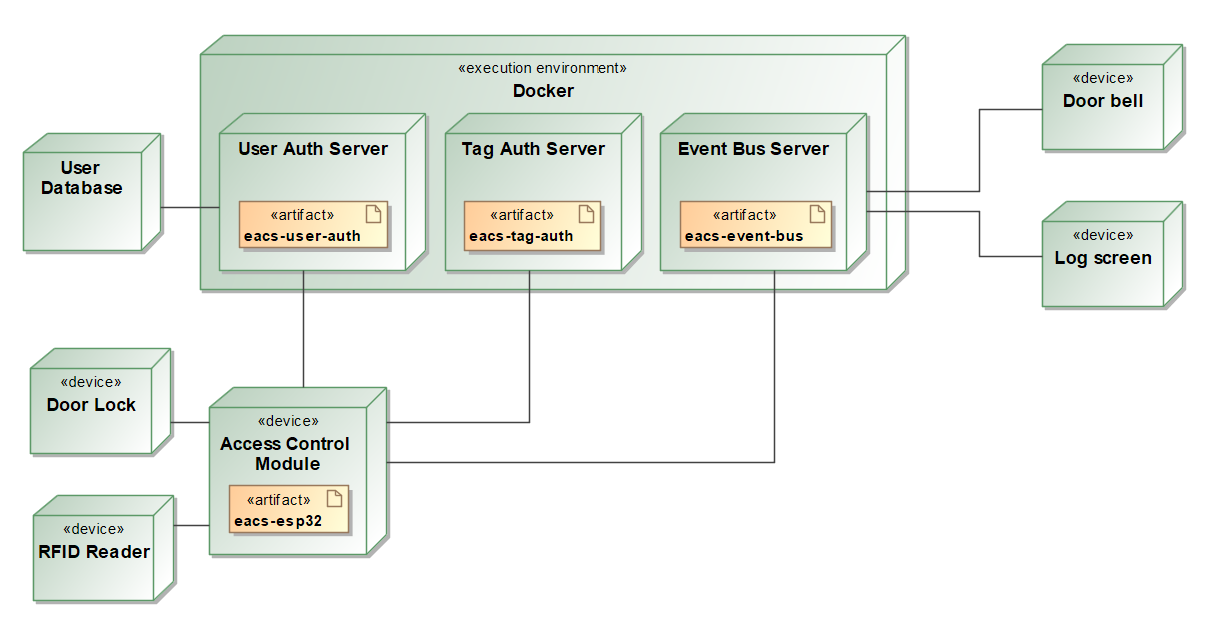 «execution environment»
Docker
User Auth Server
«artifact»
eacs-user-auth
Tag Auth Server
«artifact»
eacs-tag-auth
Event Bus Server
«artifact»
eacs-event-bus
«device»
Door bell
«device»
Log screen
User
Database
«device»
Door Lock
«device»
Access Control
Module
«artifact»
eacs-esp32
«device»
RFID Reader